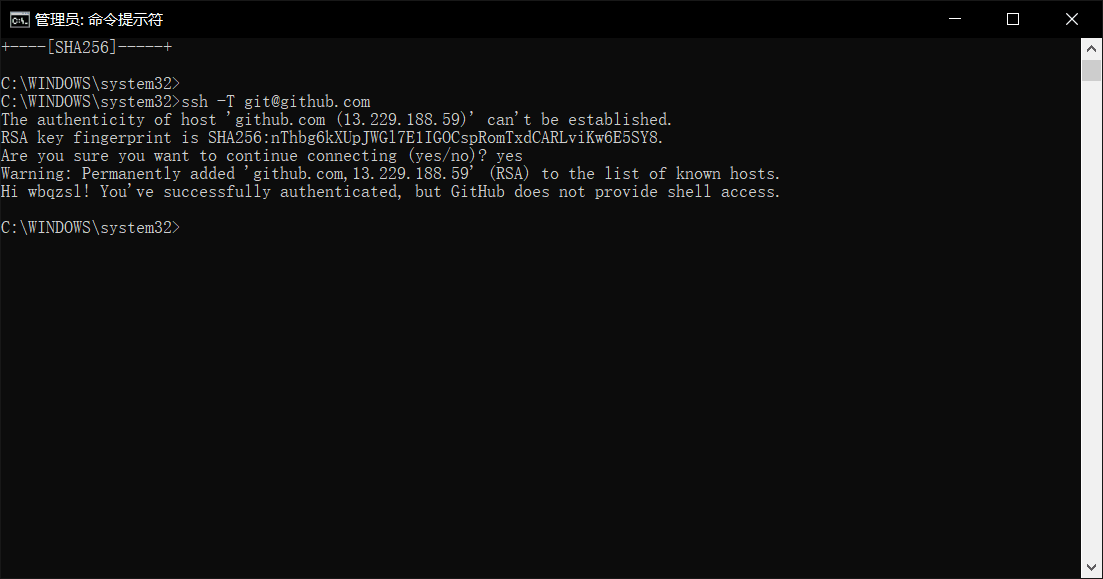 管理员: 命令提示符
+----[SHA256]-----+
C:\WINDOWS\system32>
C:\WINDOWS\system32>ssh -T git@github.com
The authenticity of host 'github.com (13.229.188.59)' can't be established.
RSA key fingerprint is SHA256:nThbg6kXUpJWGl7E1IGOCspRomTxdCARLviKw6E5SY8.
Are you sure you want to continue connecting (yes/no)? yes
Warning: Permanently added 'github.com,13.229.188.59' (RSA) to the list of known hosts.
Hi wbqzsl! You've successfully authenticated, but GitHub does not provide shell access.
C:\WINDOWS\system32>